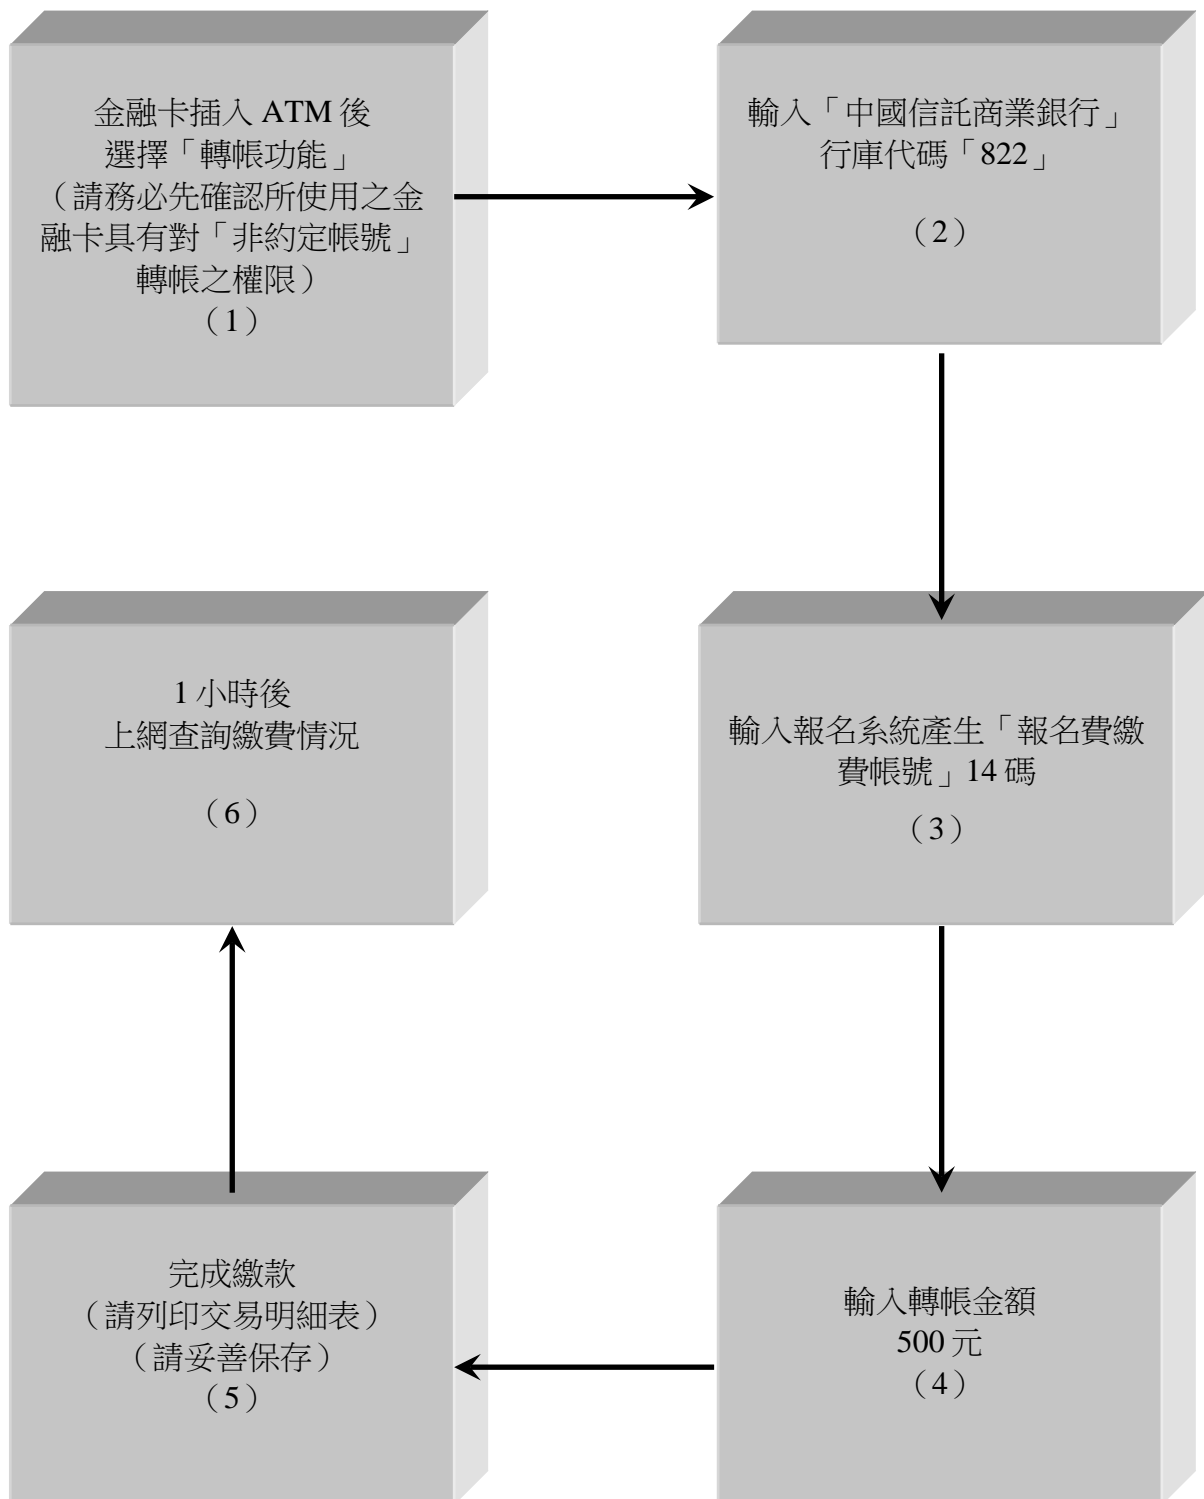 金融卡插入 ATM 後
選擇「轉帳功能」
（請務必先確認所使用之金
融卡具有對「非約定帳號」
轉帳之權限）
（1）
輸入「中國信託商業銀行」
行庫代碼「822」
（2）
輸入報名系統產生「報名費繳
費帳號」14 碼
（3）
輸入轉帳金額
500 元
（4）
完成繳款
（請列印交易明細表）
（請妥善保存）
（5）
1 小時後
上網查詢繳費情況
（6）